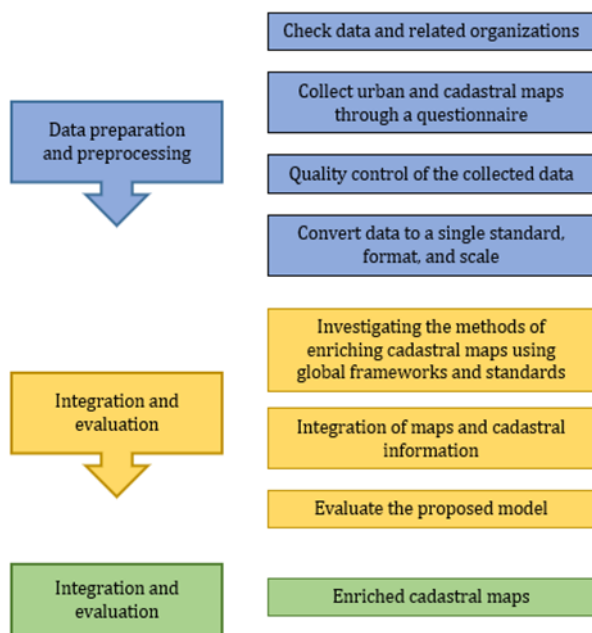 Check data and related organizations
Collect urban and cadastral maps
through a questionnaire
Data preparation
and preprocessing
Quality control of the collected data
Convert data to a single standard,
format, and scale
Investigating the methods of
enriching cadastral maps using
global frameworks and standards
Integration and
evaluation
Integration of maps and cadastral
information
Evaluate the proposed model
Integration and
evaluation
Enriched cadastral maps